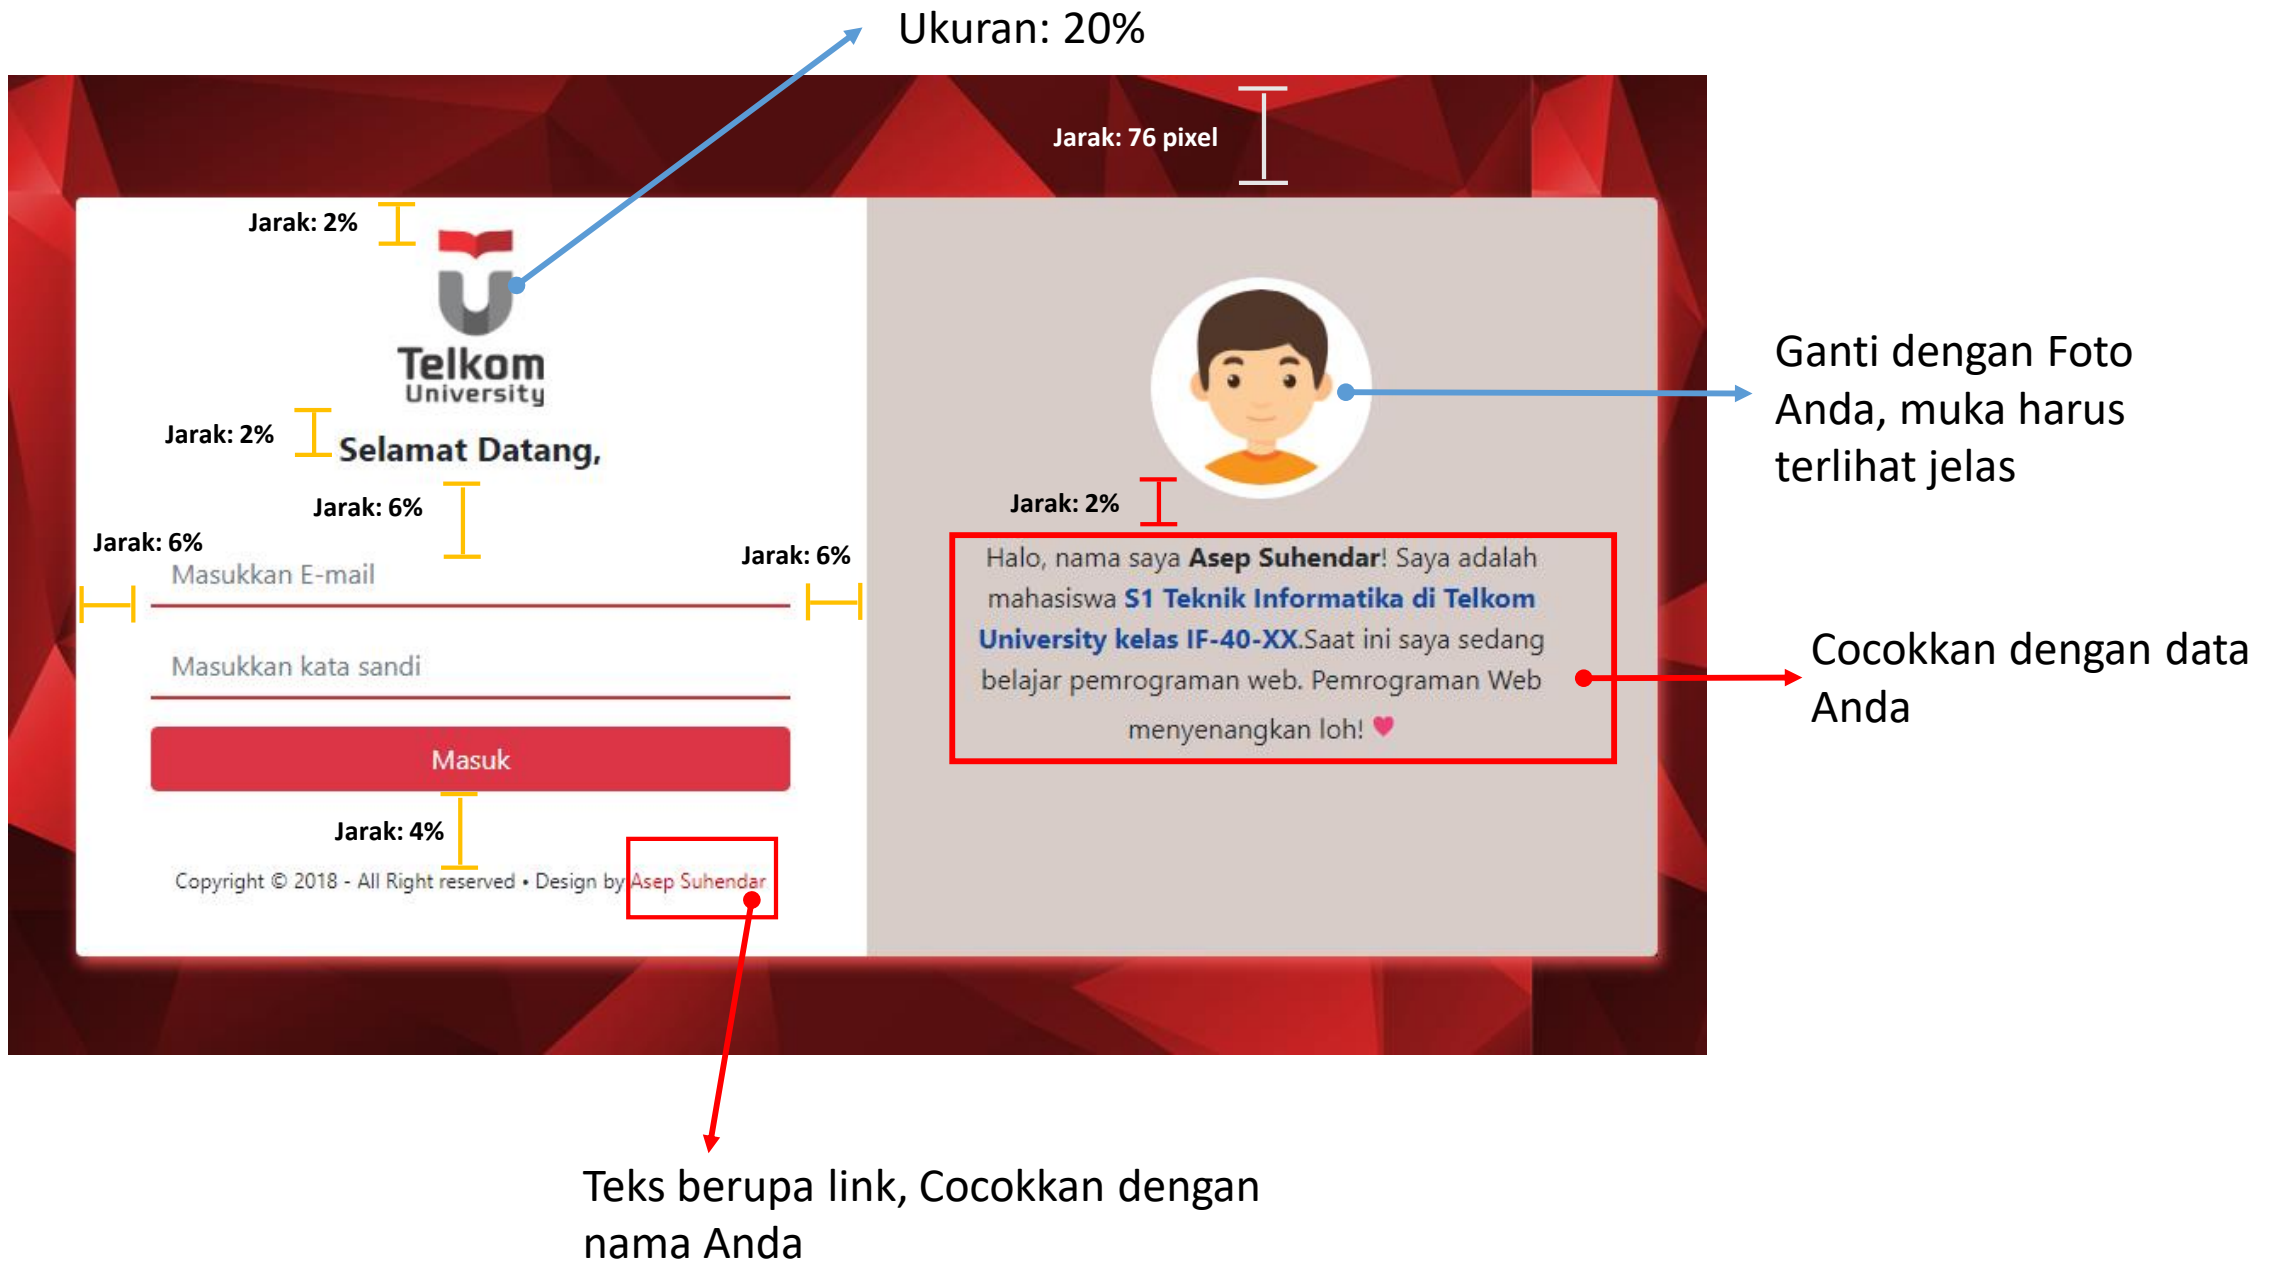 Ukuran: 20%
Jarak: 76 pixel
Jarak: 2%
Telkom
University
Jarak: 2%
Selamat Datang,
Jarak: 6%
Jarak: 6%
Jarak: 6%
Masukkan E-mail
Masukkan kata sandi
Masuk
Jarak: 4%
Copyright © 2018 - All Right reserved • Design by Asep Suhendar
Jarak: 2%
Halo, nama saya Asep Suhendar! Saya adalah
mahasiswa S1 Teknik Informatika di Telkom
University kelas IF-40-XX.Saat ini saya sedang
belajar pemrograman web. Pemrograman Web
menyenangkan loh! ♥
Ganti dengan Foto
Anda, muka harus
terlihat jelas
Cocokkan dengan data
Anda
Teks berupa link, Cocokkan dengan
nama Anda